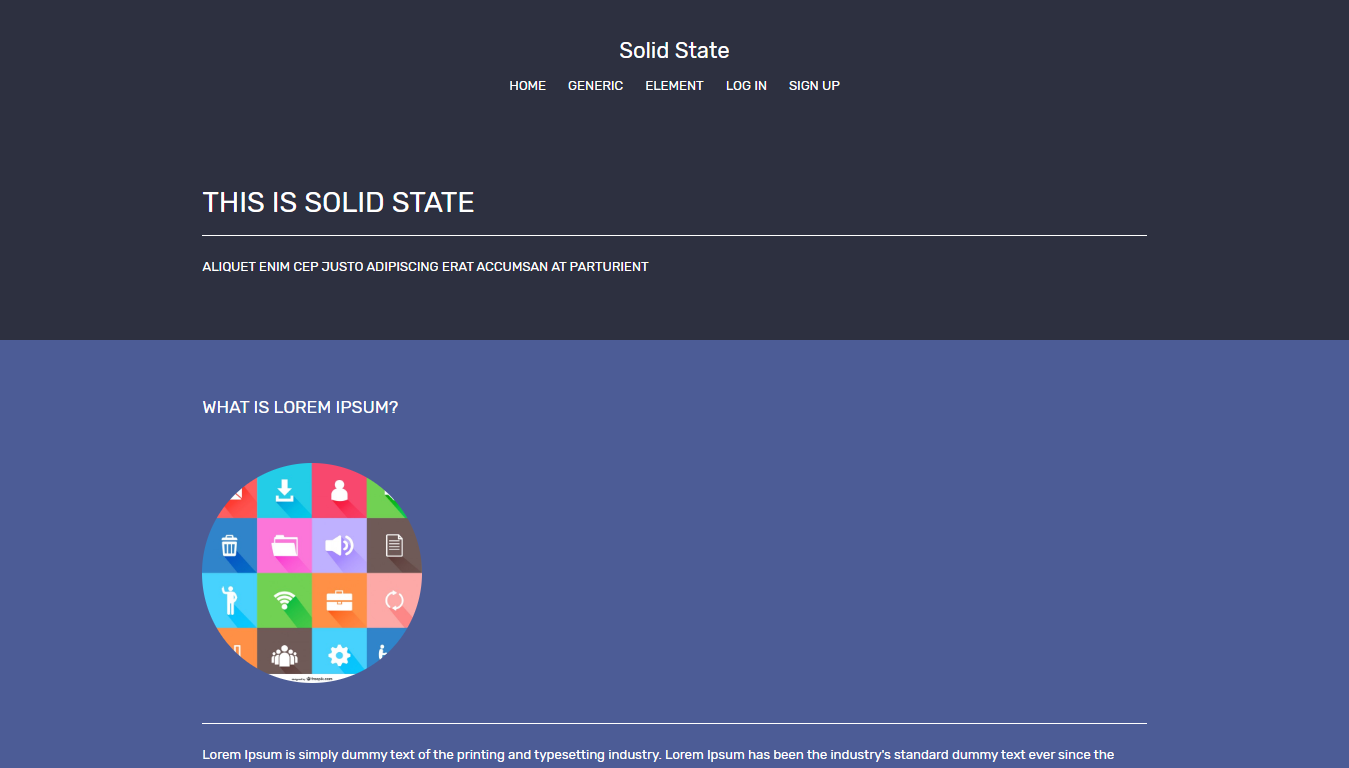 Solid State
HOME GENERIC ELEMENT LOG IN SIGN UP
THIS IS SOLID STATE
ALIQUET ENIM CEP JUSTO ADIPISCING ERAT ACCUMSAN AT PARTURIENT
WHAT IS LOREM IPSUM?
Lorem Ipsum is simply dummy text of the printing and typesetting industry. Lorem Ipsum has been the industry's standard dummy text ever since the